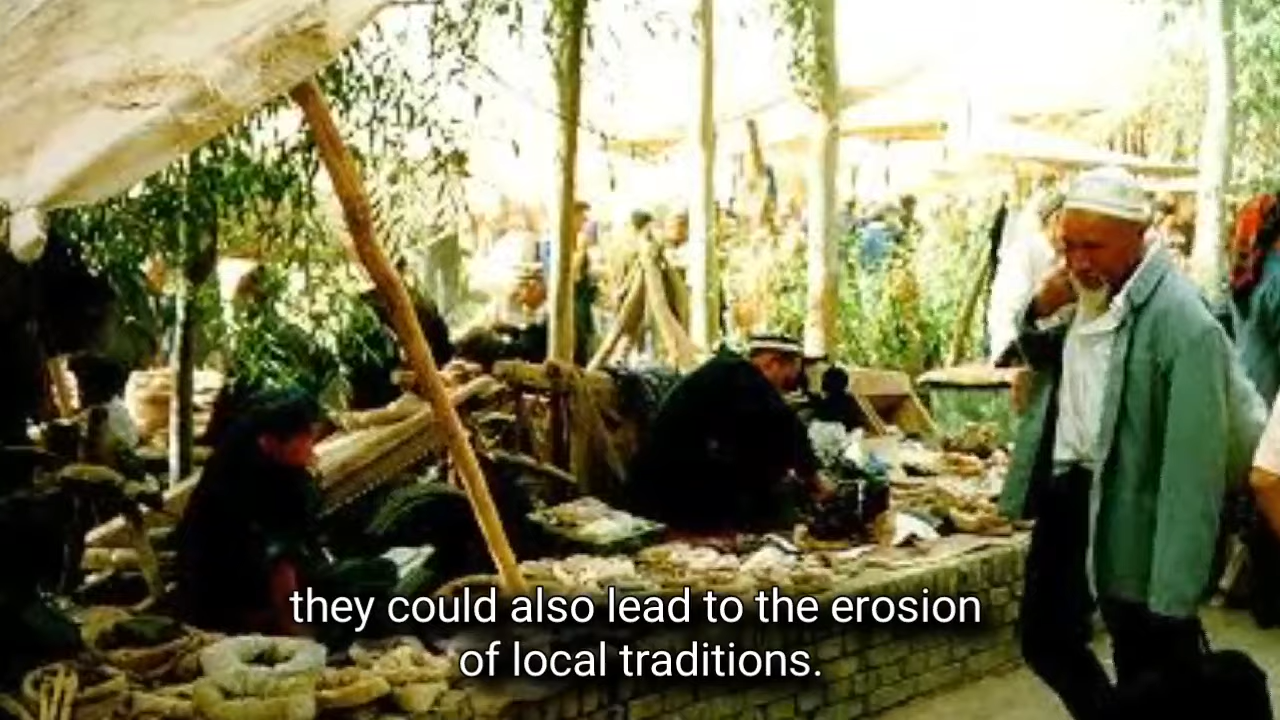 they could also lead to the erosion
of local traditions.